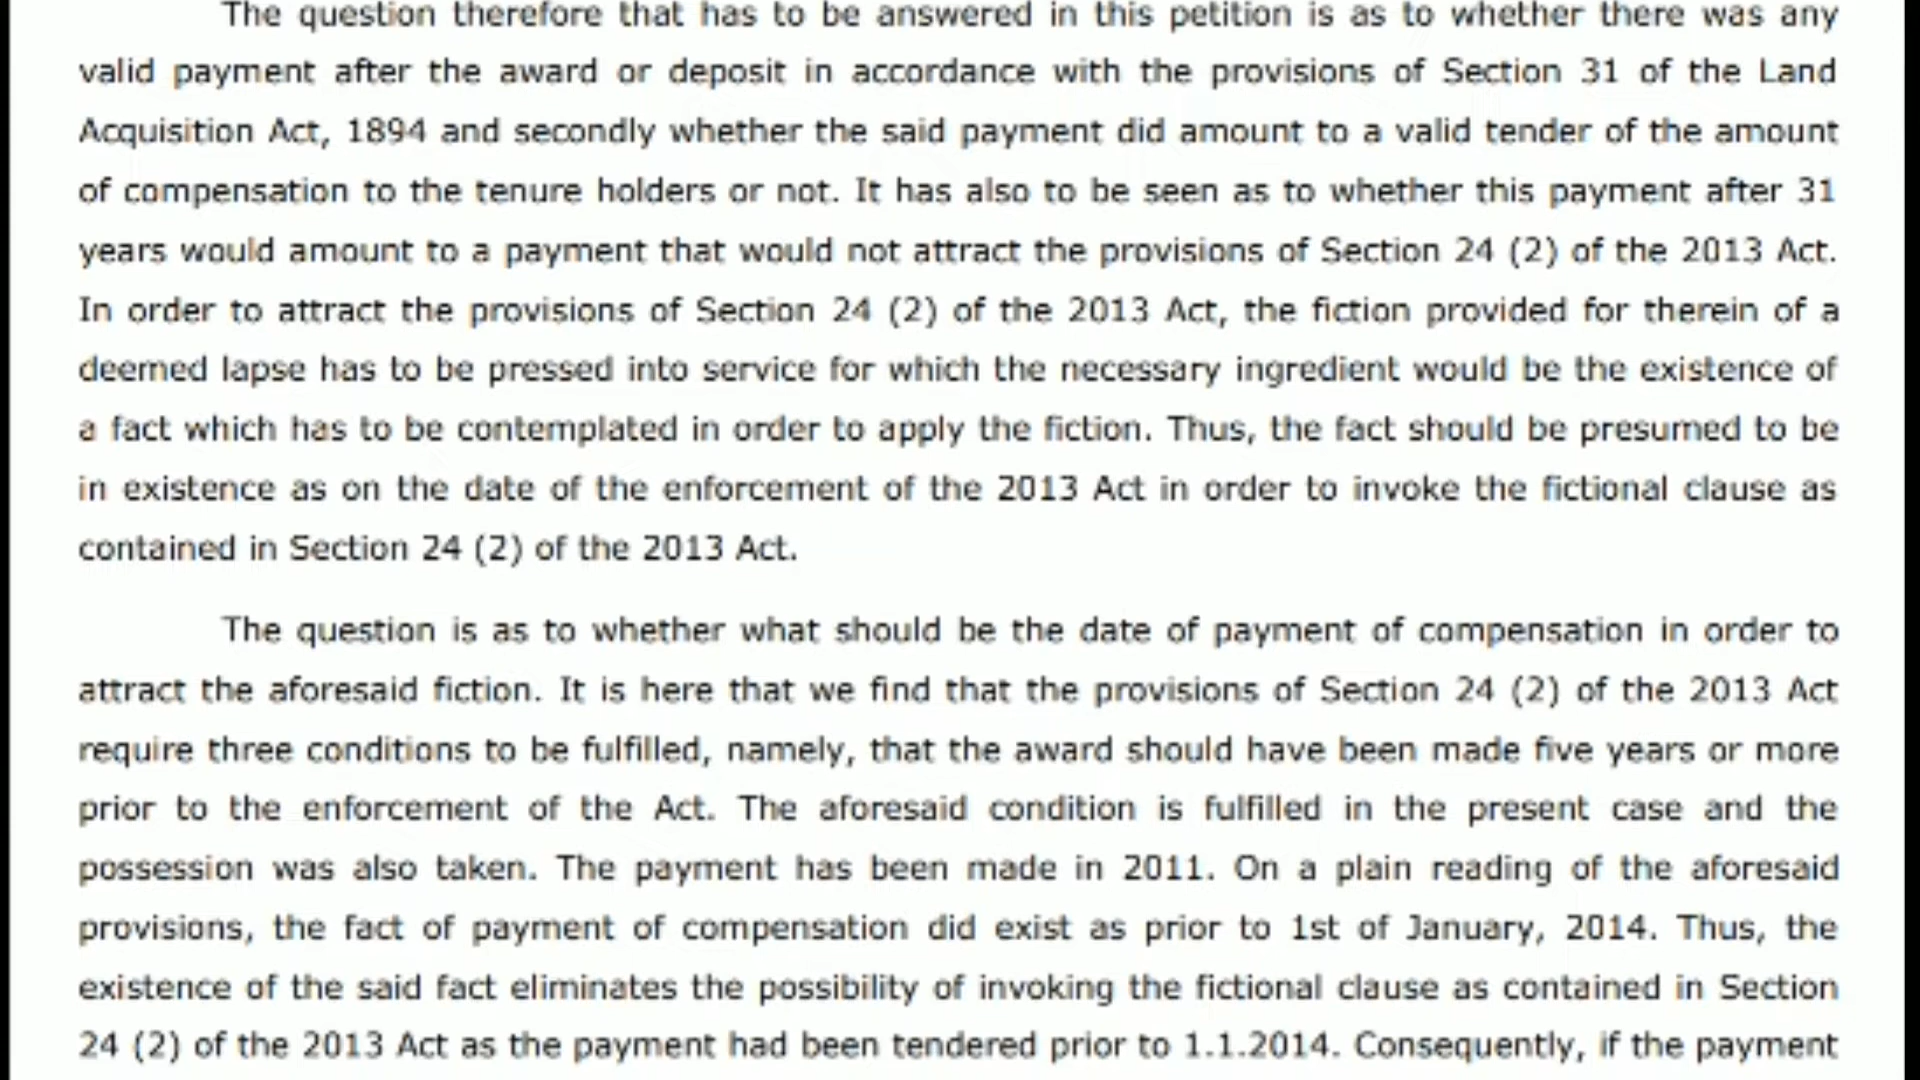 The question therefore that has to be answered in this petition is as to whether there was any
valid payment after the award or deposit in accordance with the provisions of Section 31 of the Land
Acquisition Act, 1894 and secondly whether the said payment did amount to a valid tender of the amount
of compensation to the tenure holders or not. It has also to be seen as to whether this payment after 31
years would amount to a payment that would not attract the provisions of Section 24 (2) of the 2013 Act.
In order to attract the provisions of Section 24 (2) of the 2013 Act, the fiction provided for therein of a
deemed lapse has to be pressed into service for which the necessary ingredient would be the existence of
a fact which has to be contemplated in order to apply the fiction. Thus, the fact should be presumed to be
in existence as on the date of the enforcement of the 2013 Act in order to invoke the fictional clause as
contained in Section 24 (2) of the 2013 Act.
The question is as to whether what should be the date of payment of compensation in order to
attract the aforesaid fiction. It is here that we find that the provisions of Section 24 (2) of the 2013 Act
require three conditions to be fulfilled, namely, that the award should have been made five years or more
prior to the enforcement of the Act. The aforesaid condition is fulfilled in the present case and the
possession was also taken. The payment has been made in 2011. On a plain reading of the aforesaid
provisions, the fact of payment of compensation did exist as prior to 1st of January, 2014. Thus, the
existence of the said fact eliminates the possibility of invoking the fictional clause as contained in Section
24 (2) of the 2013 Act as the payment had been tendered prior to 1.1.2014. Consequently, if the payment